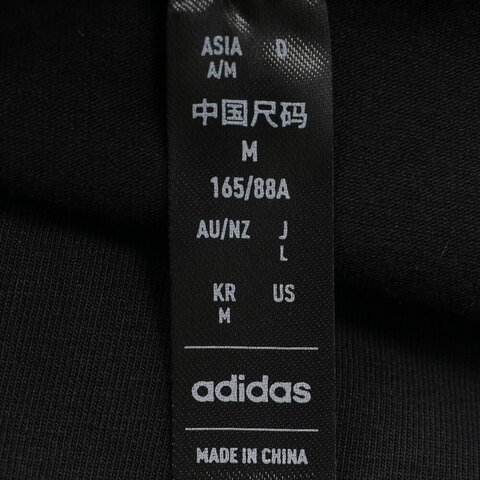 ASIA D
A/M
中国尺码
M
165/88A
AU/NZ J
L
KR US
M
adidas
MADE IN CHINA